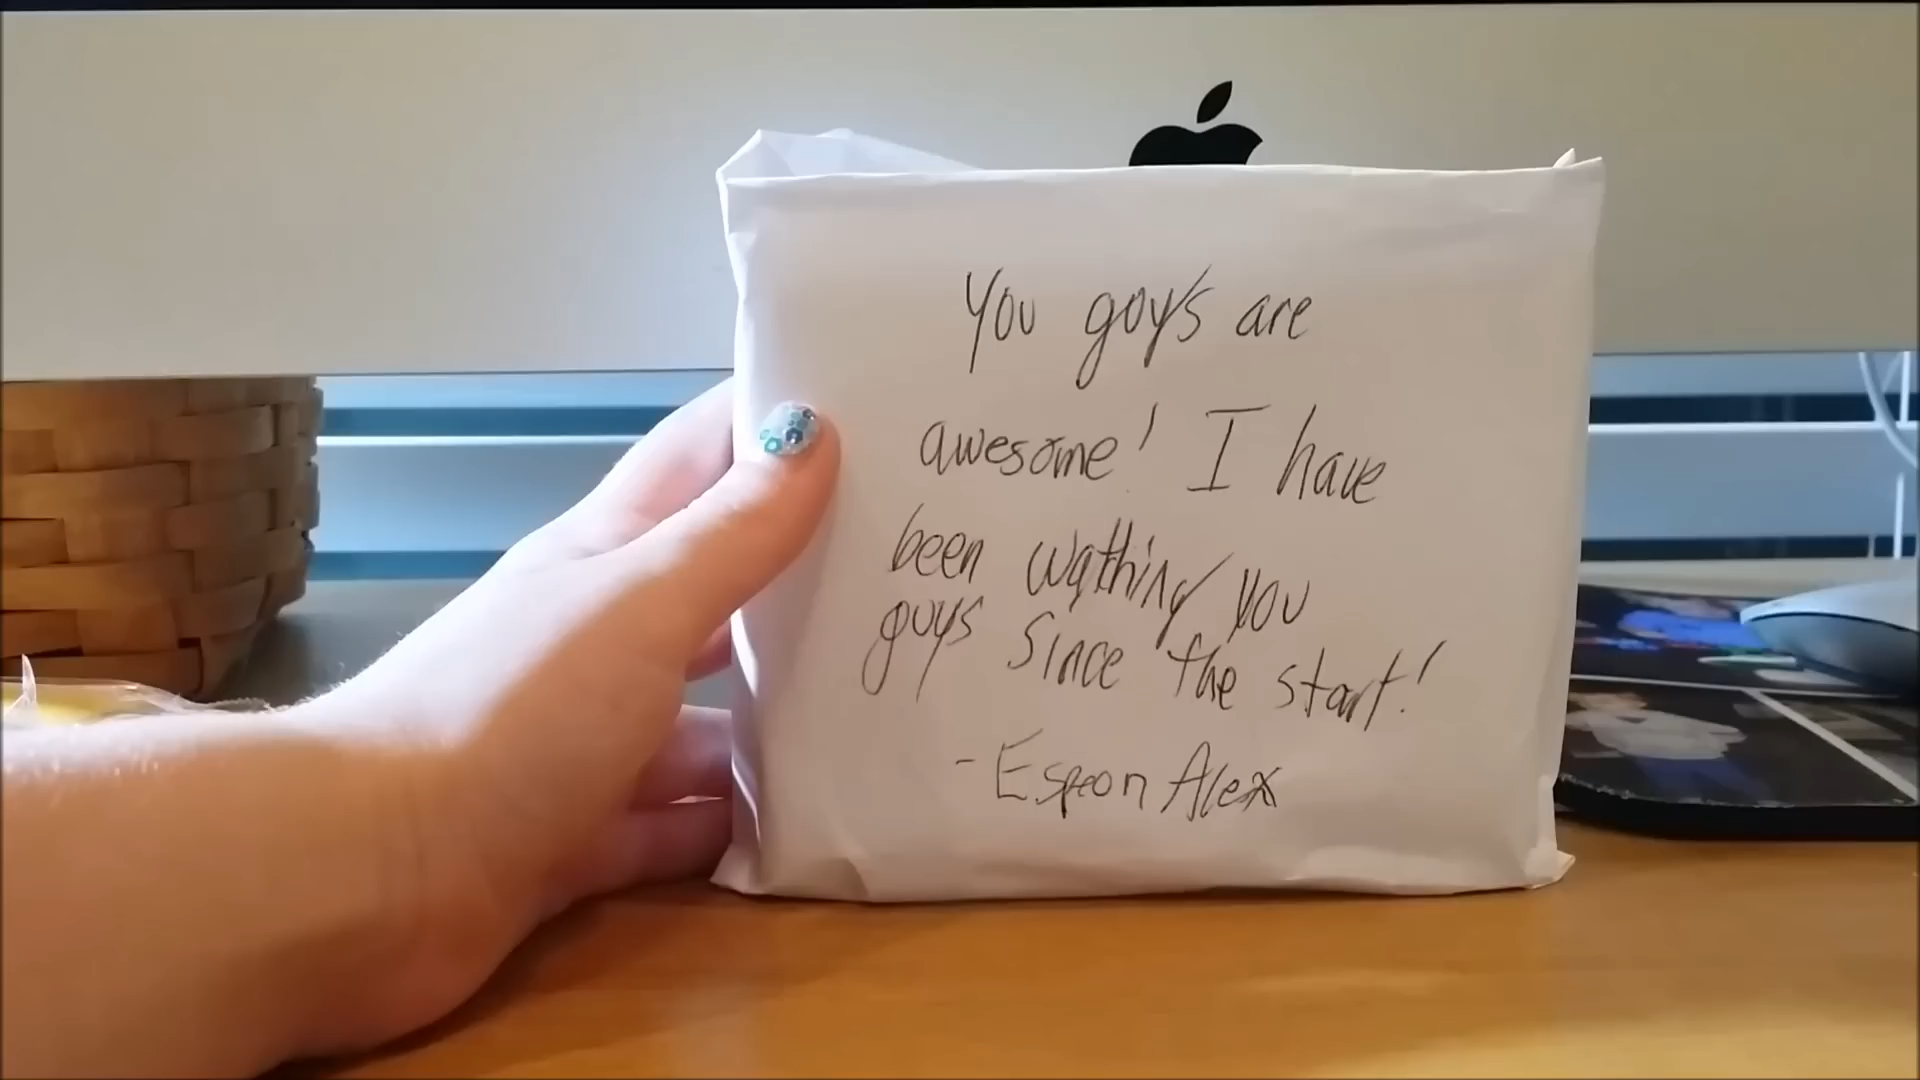 You guys are
awesome! I have
been wathing you
guys since the start!
- Espeon Alex